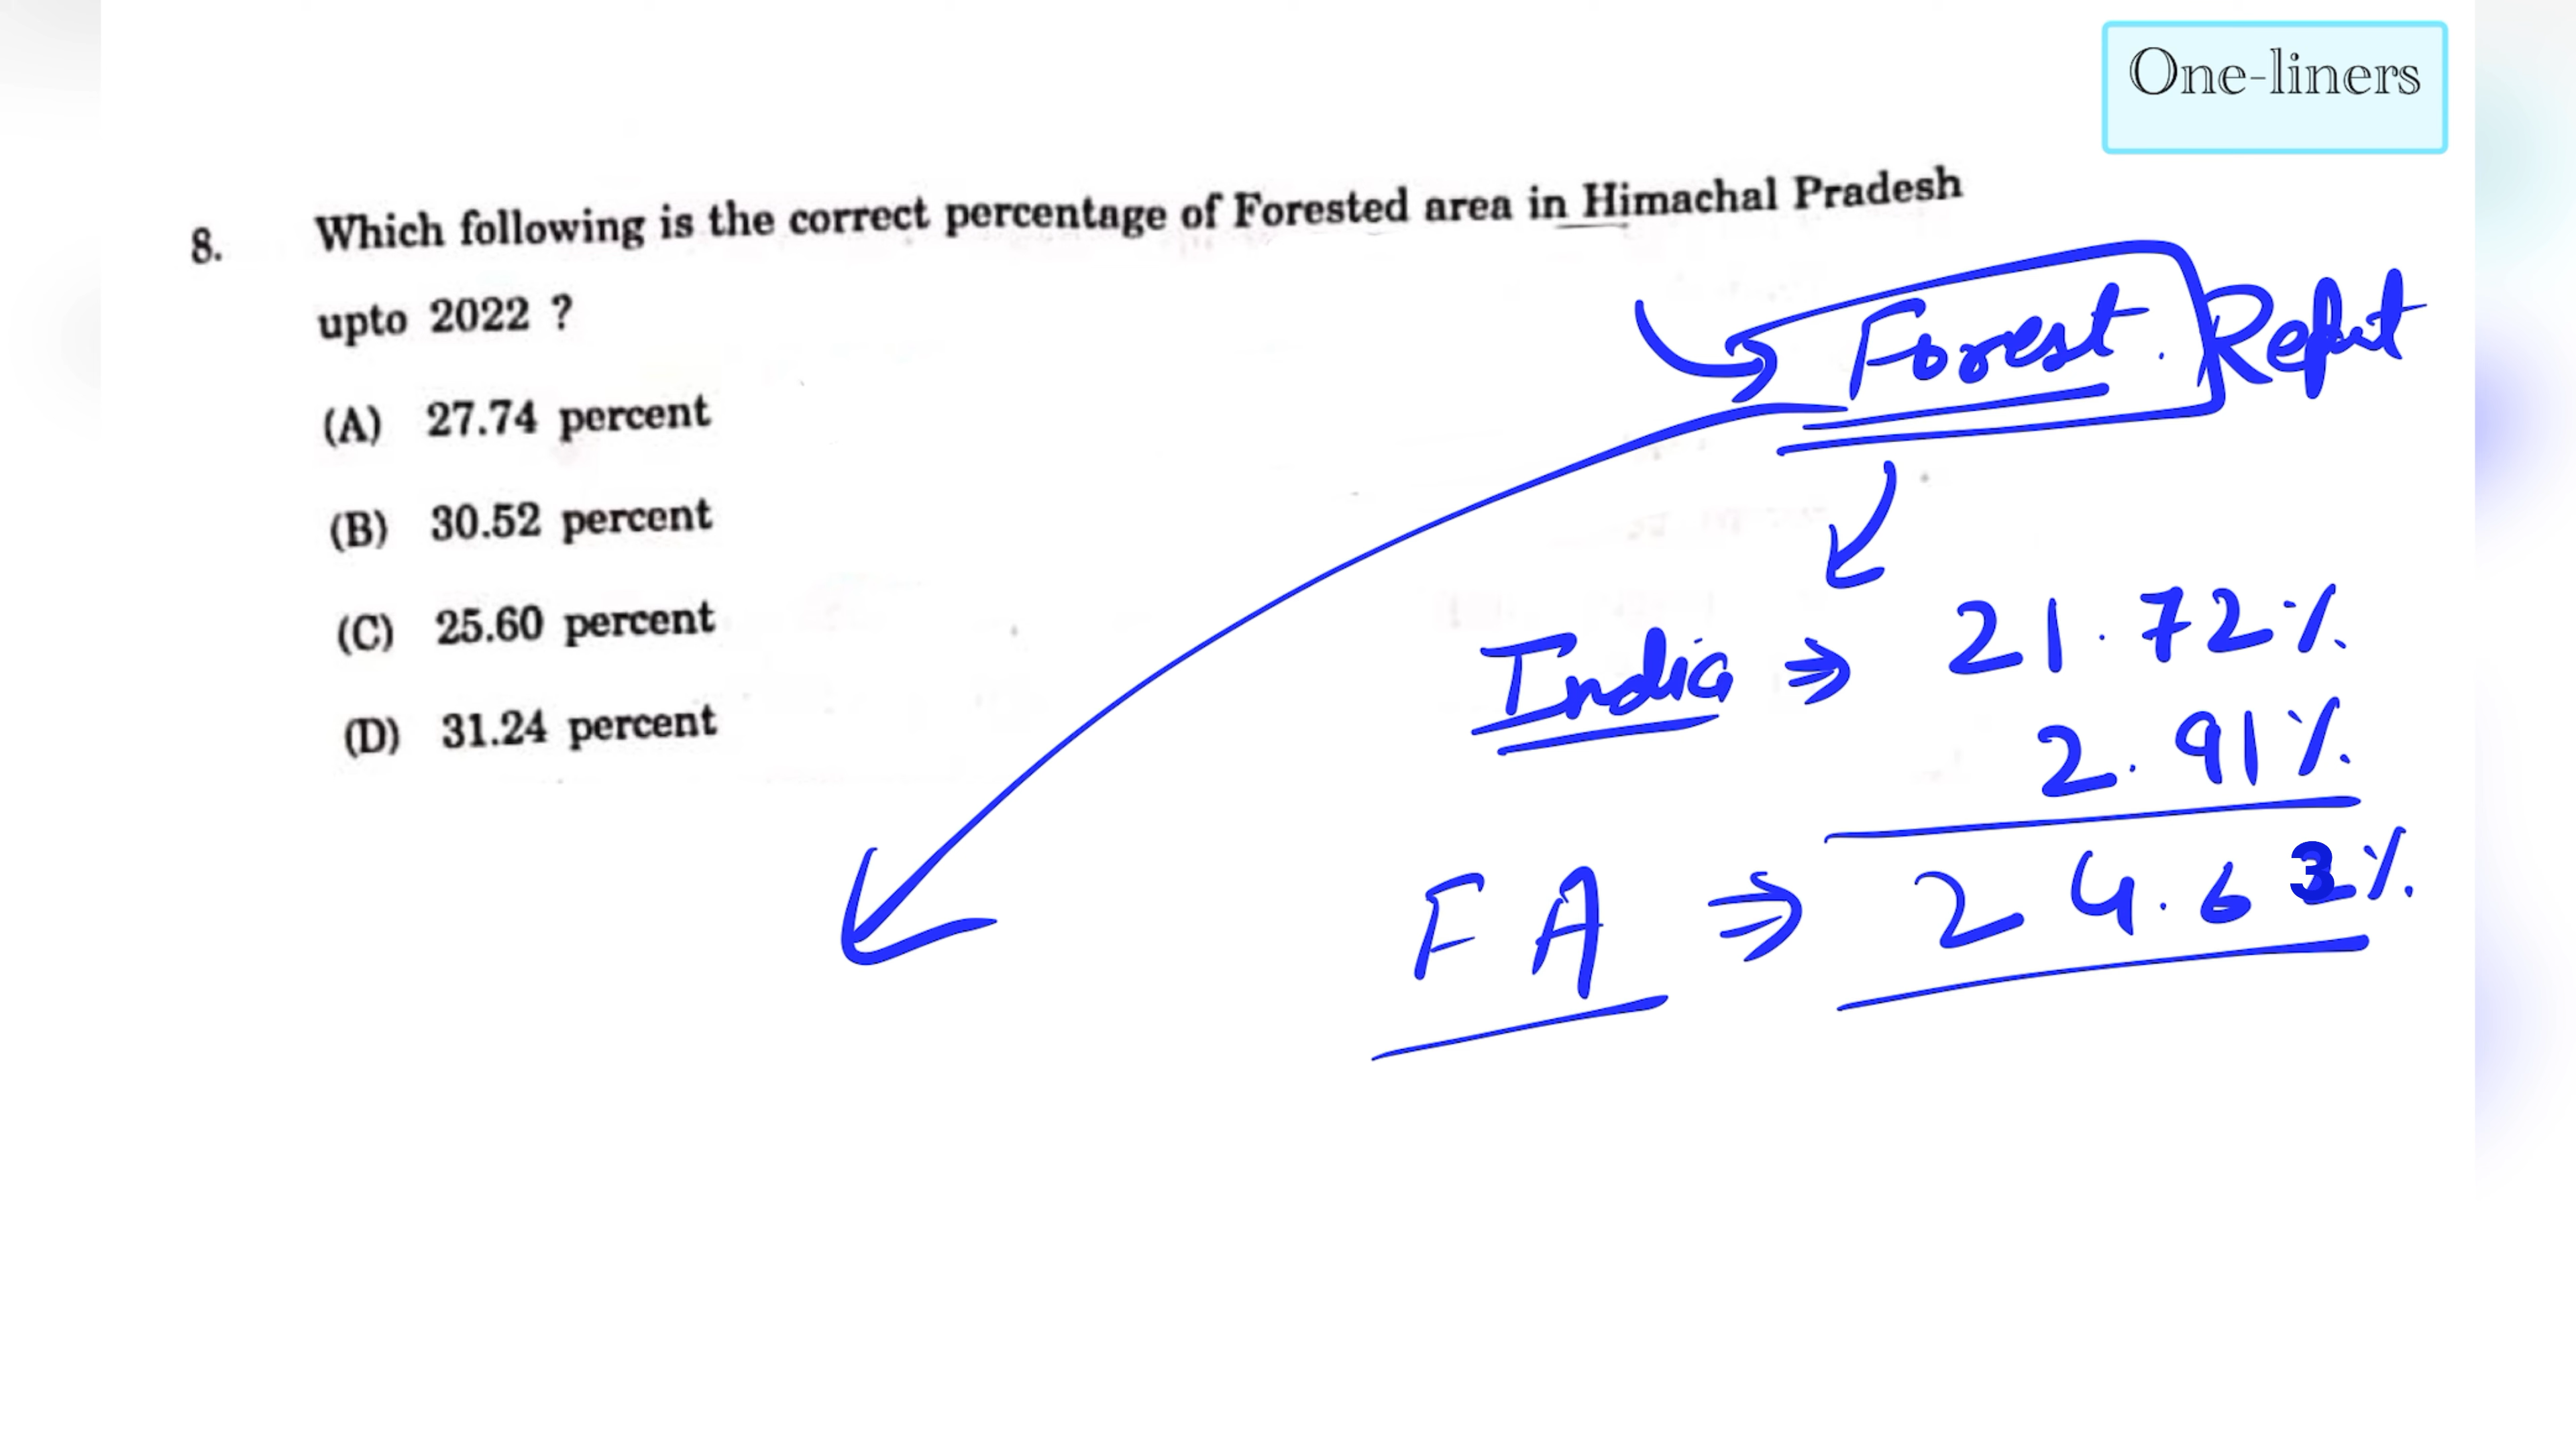 One-liners
8. Which following is the correct percentage of Forested area in Himachal Pradesh
upto 2022 ?
(A) 27.74 percent
(B) 30.52 percent
(C) 25.60 percent
(D) 31.24 percent
Forest.
India ⇒ 21.72%
2.91%
FA ⇒ 24.63%